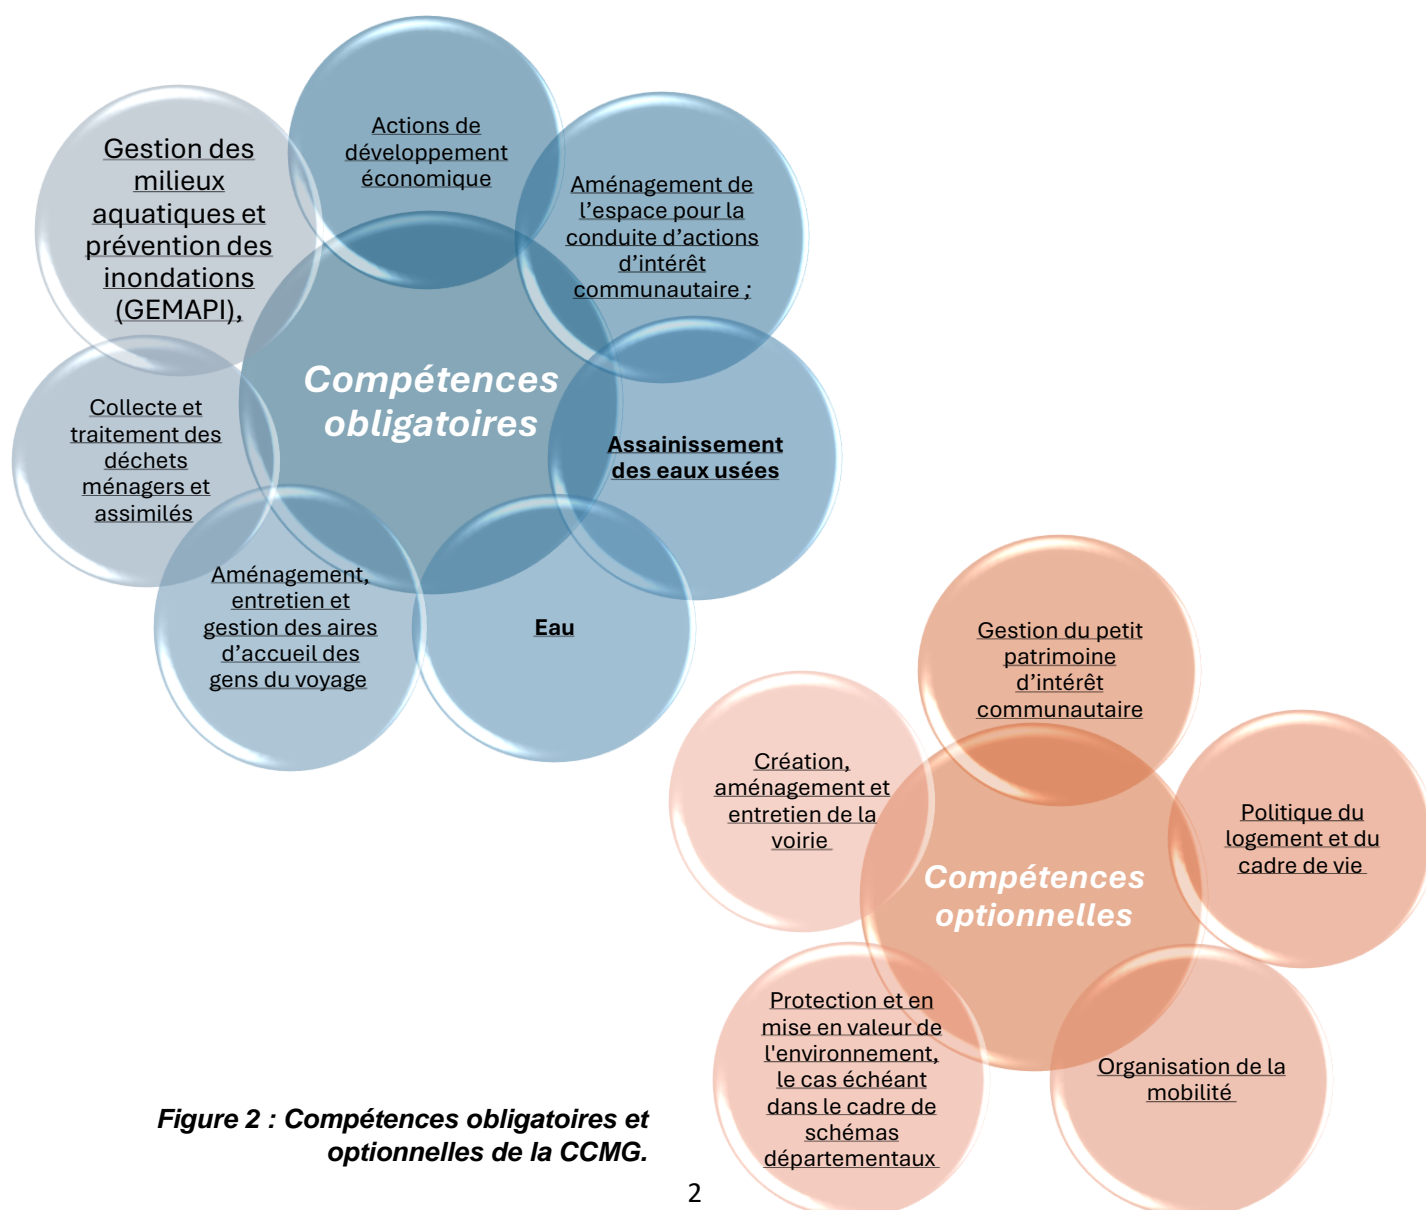 Actions de
développement
économique
Aménagement de
l’espace pour la
conduite d’actions
d’intérêt
communautaire ;
Assainissement
des eaux usées
Eau
Aménagement,
entretien et
gestion des aires
d’accueil des
gens du voyage
Collecte et
traitement des
déchets
ménagers et
assimilés
Gestion des
milieux
aquatiques et
prévention des
inondations
(GEMAPI),
Compétences
obligatoires
Gestion du petit
patrimoine
d’intérêt
communautaire
Politique du
logement et du
cadre de vie
Organisation de la
mobilité
Protection et en
mise en valeur de
l'environnement,
le cas échéant
dans le cadre de
schémas
départementaux
Création,
aménagement et
entretien de la
voirie
Compétences
optionnelles
Figure 2 : Compétences obligatoires et
optionnelles de la CCMG.
2